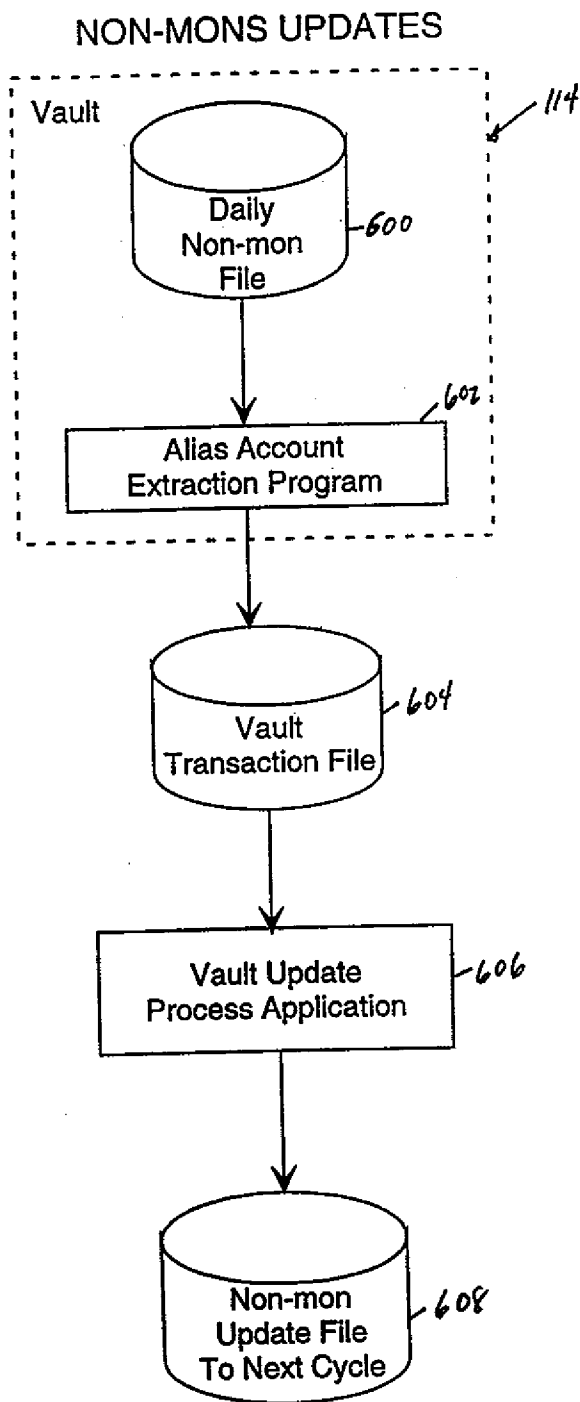 NON-MONS UPDATES
Vault
114
Daily
Non-mon
File
600
602
Alias Account
Extraction Program
604
Vault
Transaction File
606
Vault Update
Process Application
608
Non-mon
Update File
To Next Cycle